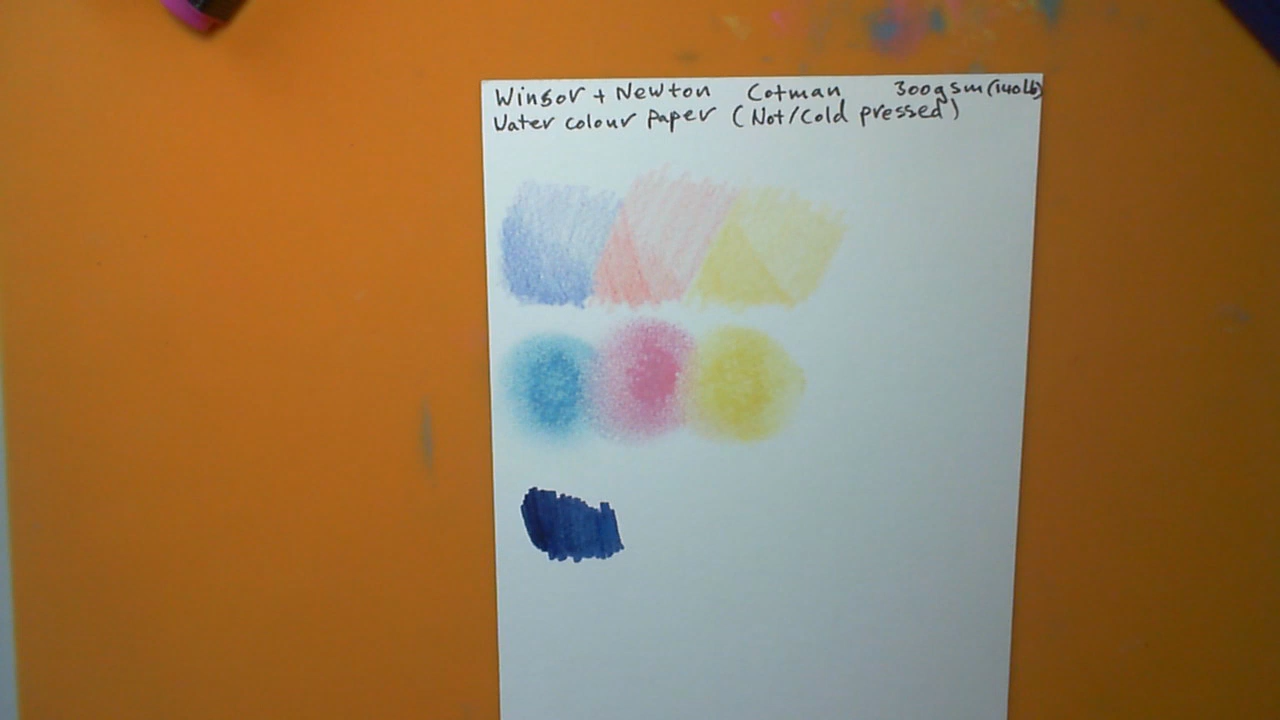 Winsor + Newton Cotman 300gsm (140lb)
Water colour paper (Not/Cold pressed)